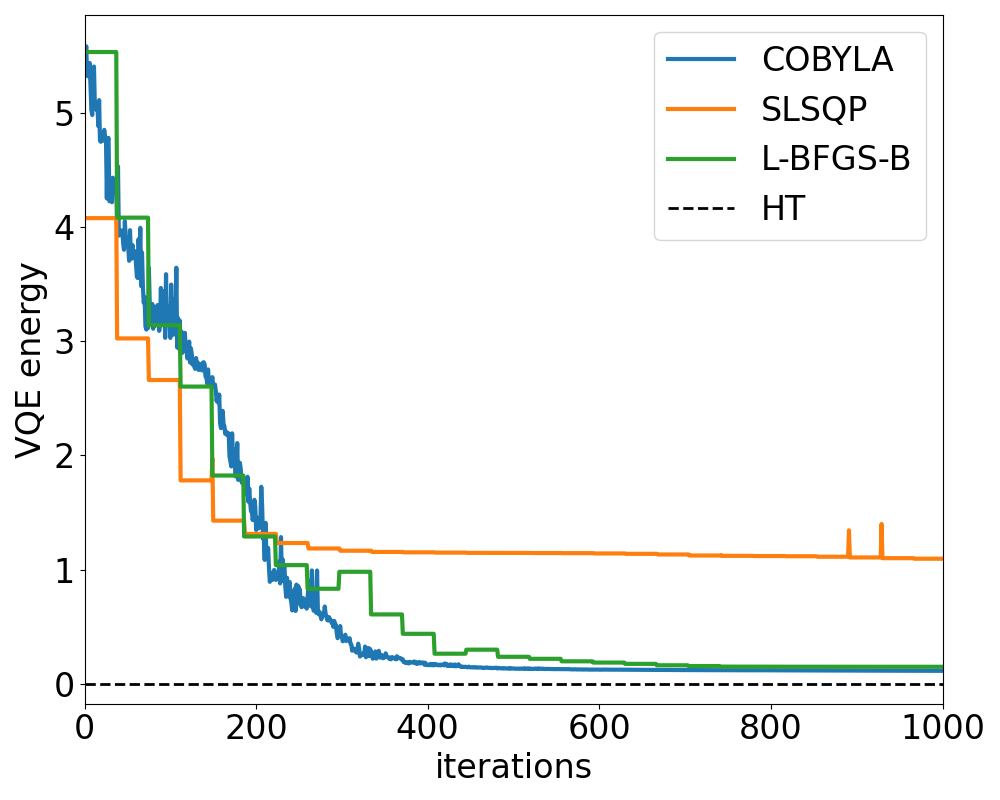 COBYLA
SLSQP
L-BFGS-B
HT
VQE energy
5
4
3
2
1
0
0 200 400 600 800 1000
iterations